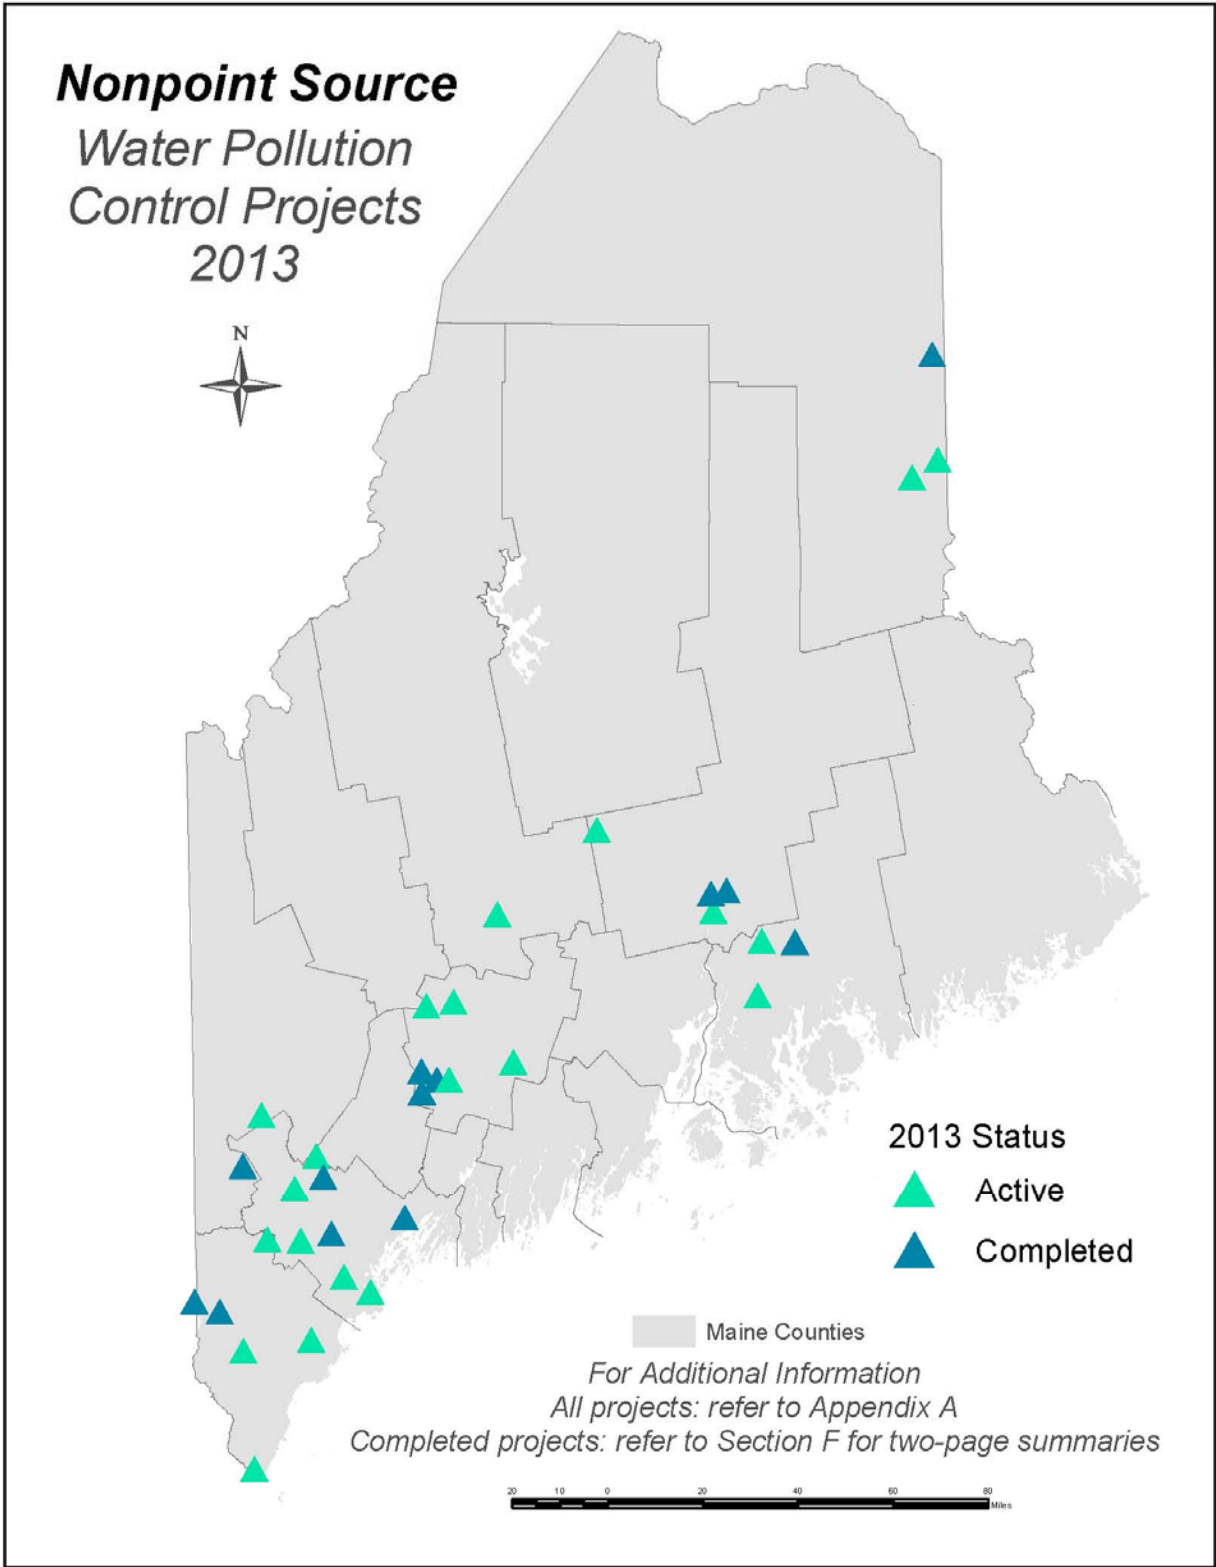 Nonpoint Source
Water Pollution
Control Projects
2013
N
2013 Status
Active
Completed
Maine Counties
For Additional Information
All projects: refer to Appendix A
Completed projects: refer to Section F for two-page summaries
20 10 0 20 40 60 80
Miles